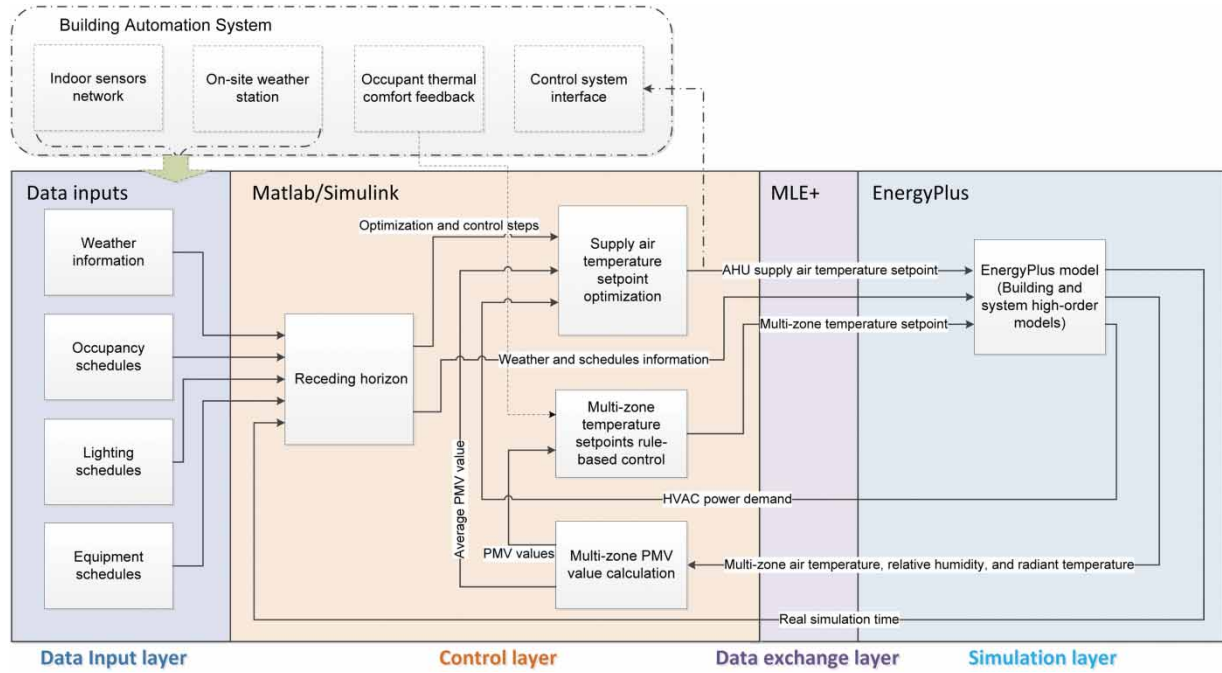 Building Automation System
Indoor sensors
network
On-site weather
station
Occupant thermal
comfort feedback
Control system
interface
Data inputs
Matlab/Simulink
MLE+
EnergyPlus
Weather
information
Occupancy
schedules
Lighting
schedules
Equipment
schedules
Receding horizon
Optimization and control steps
Supply air
temperature
setpoint
optimization
AHU supply air temperature setpoint
EnergyPlus model
(Building and
system high-order
models)
Multi-zone temperature setpoint
Weather and schedules information
Multi-zone
temperature
setpoints rule-
based control
HVAC power demand
Average PMV value
PMV values
Multi-zone PMV
value calculation
Multi-zone air temperature, relative humidity, and radiant temperature
Real simulation time
Data Input layer
Control layer
Data exchange layer
Simulation layer